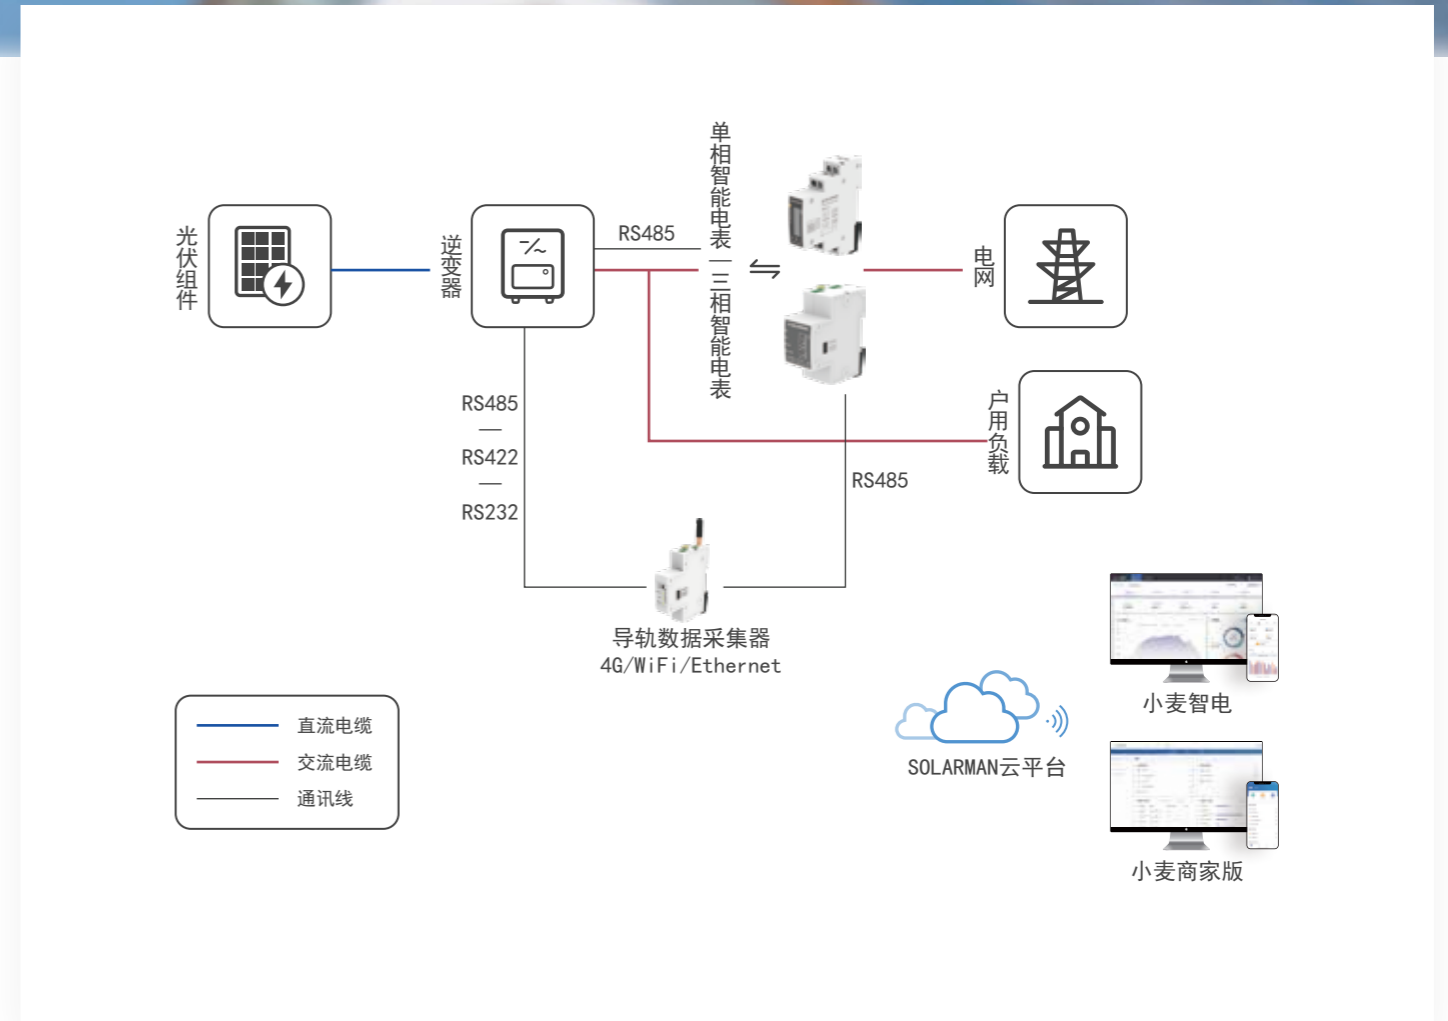 单相智能电表
三相智能电表
光伏组件
逆变器
RS485
电网
户用负载
RS485
RS422
RS232
RS485
导轨数据采集器
4G/WiFi/Ethernet
小麦智电
直流电缆
交流电缆
通讯线
SOLARMAN云平台
小麦商家版